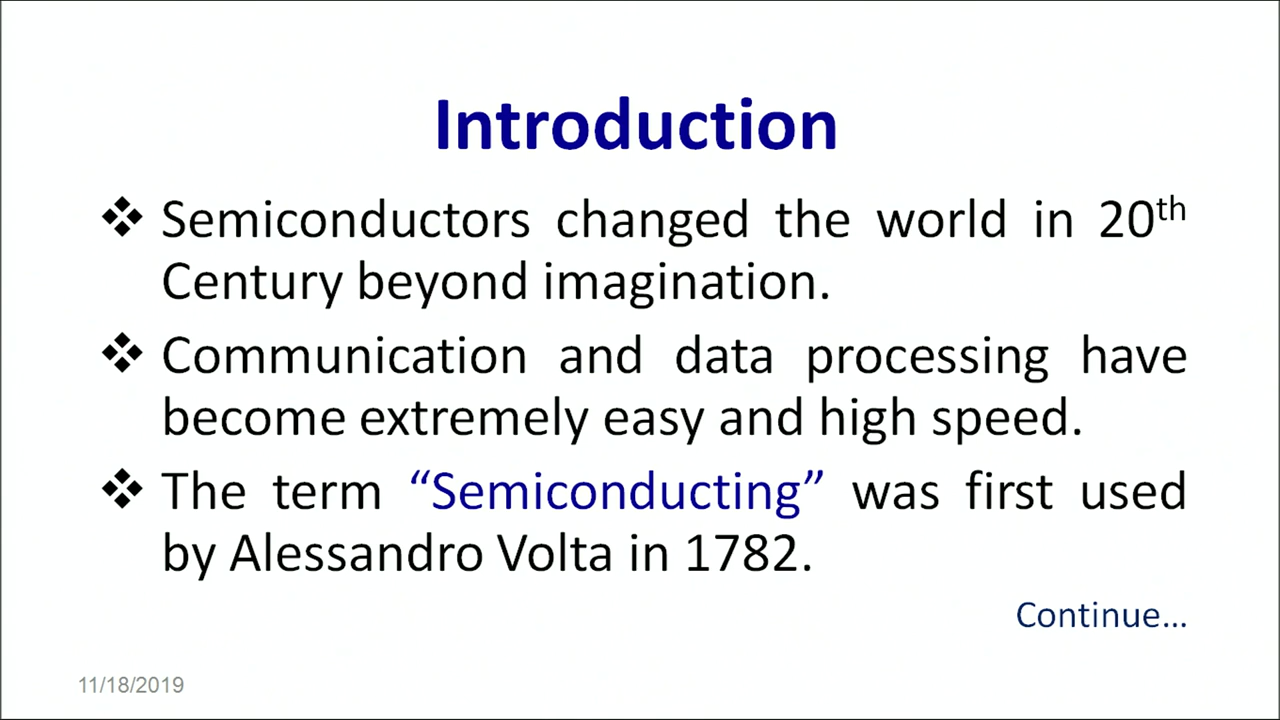 Introduction
❖ Semiconductors changed the world in 20th
Century beyond imagination.
❖ Communication and data processing have
become extremely easy and high speed.
❖ The term “Semiconducting” was first used
by Alessandro Volta in 1782.
Continue...
11/18/2019